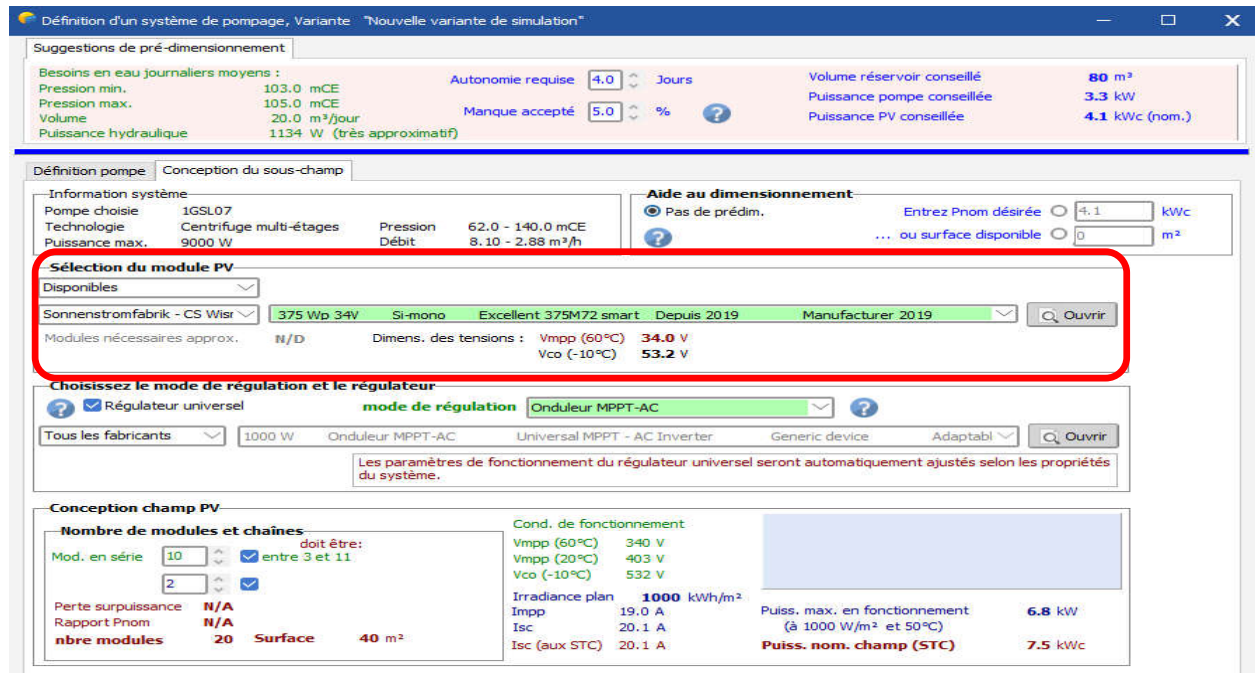 Définition d'un système de pompage, Variante "Nouvelle variante de simulation"
Suggestions de pré-dimensionnement
Besoins en eau journaliers moyens :
Pression min. 103.0 mCE
Pression max. 105.0 mCE
Volume 20.0 m³/jour
Puissance hydraulique 1134 W (très approximatif)
Autonomie requise 4.0 Jours
Manque accepté 5.0 % ?
Volume réservoir conseillé 80 m³
Puissance pompe conseillée 3.3 kW
Puissance PV conseillée 4.1 kWc (nom.)
Définition pompe Conception du sous-champ
Information système
Pompe choisie 1GSL07
Technologie Centrifuge multi-étages Pression 62.0 - 140.0 mCE
Puissance max. 9000 W Débit 8.10 - 2.88 m³/h
Aide au dimensionnement
Pas de prédim. Entrez Pnom désirée 4.1 kWc
? ... ou surface disponible 0 m²
Sélection du module PV
Disponibles
Sonnenstromfabrik - CS Wisr 375 Wp 34V Si-mono Excellent 375M72 smart Depuis 2019 Manufacturer 2019 Ouvrir
Modules nécessaires approx. N/D Dimens. des tensions : Vmpp (60°C) 34.0 V
Vco (-10°C) 53.2 V
Choisissez le mode de régulation et le régulateur
? Régulateur universel mode de régulation Onduleur MPPT-AC ?
Tous les fabricants 1000 W Onduleur MPPT-AC Universal MPPT - AC Inverter Generic device Adaptabl Ouvrir
Les paramètres de fonctionnement du régulateur universel seront automatiquement ajustés selon les propriétés
du système.
Conception champ PV
Nombre de modules et chaînes
doit être:
Mod. en série 10 entre 3 et 11
2
Perte surpuissance N/A
Rapport Pnom N/A
nbre modules 20 Surface 40 m²
Cond. de fonctionnement
Vmpp (60°C) 340 V
Vmpp (20°C) 403 V
Vco (-10°C) 532 V
Irradiance plan 1000 kWh/m²
Impp 19.0 A
Isc 20.1 A
Isc (aux STC) 20.1 A
Puiss. max. en fonctionnement 6.8 kW
(à 1000 W/m² et 50°C)
Puiss. nom. champ (STC) 7.5 kWc